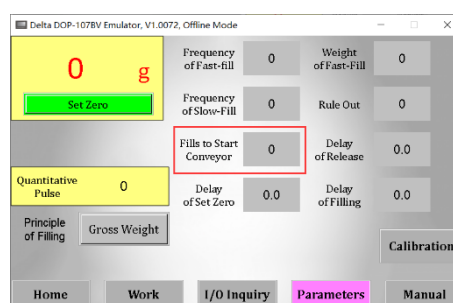 Delta DOP-107BV Emulator, V1.0072, Offline Mode
0 g
Set Zero
Frequency
of Fast-fill
0
Weight
of Fast-Fill
0
Frequency
of Slow-Fill
0
Rule Out
0
Fills to Start
Conveyor
0
Delay
of Release
0.0
Quantitative
Pulse
0
Delay
of Set Zero
0.0
Delay
of Filling
0.0
Principle
of Filling
Gross Weight
Calibration
Home
Work
I/O Inquiry
Parameters
Manual